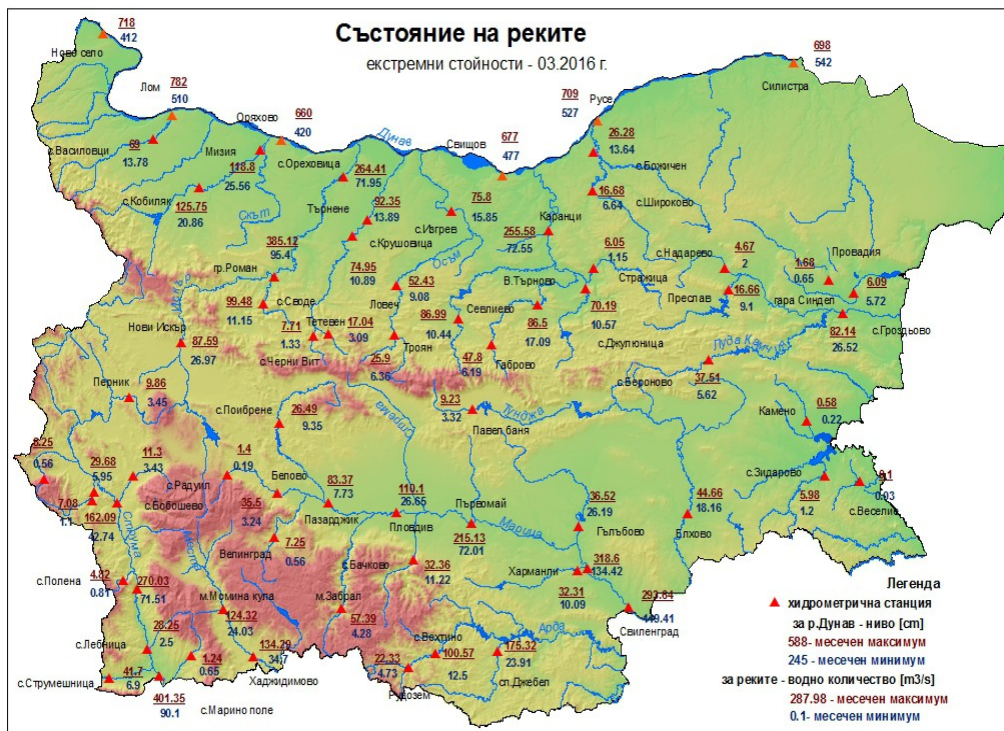 Състояние на реките
екстремни стойности - 03.2016 г.
718
412
Ново село
698
542
Силистра
Лом
782
510
Оряхово
660
420
709
527
Русе
Дунав
Свищов
677
477
с.Василовци
69
13.78
Мизия
118.8
25.56
с.Ореховица
264.41
71.95
26.28
13.64
с.Божичен
с.Кобиляк
125.75
20.86
Скът
Търнене
92.35
13.89
с.Крушовица
75.8
15.85
с.Изгрев
Каранци
255.58
72.55
16.68
6.64
с.Широково
385.12
95.4
гр.Роман
74.95
10.89
Осъм
52.43
9.08
Ловеч
6.05
1.15
Стражица
с.Надарево
4.67
2
1.68
0.65
Провадия
Искър
99.48
11.15
с.Своде
86.99
10.44
Севлиево
В.Търново
86.5
17.09
70.19
10.57
с.Джулюница
Преслав
16.66
9.1
гара Синдел
6.09
5.72
82.14
26.52
с.Гроздьово
Нови Искър
87.59
26.97
7.71
1.33
с.Черни Вит
Тетевен
17.04
3.09
25.9
6.36
Троян
47.8
6.19
Габрово
Луда Камчия
37.51
5.62
с.Бероново
Перник
9.86
3.45
с.Поибрене
26.49
9.35
9.23
3.32
Павел баня
Тунджа
Камено
0.58
0.22
8.25
0.56
29.68
5.95
11.3
3.43
с.Радуил
1.4
0.19
Белово
83.37
7.73
Пазарджик
110.1
26.65
Пловдив
Първомай
215.13
72.01
Марица
36.52
26.19
Гълъбово
44.66
18.16
Елхово
с.Зидарово
5.98
1.2
0.1
0.03
с.Веселие
7.08
1.1
162.09
42.74
с.Бобошево
35.5
3.24
Струма
Места
Велинград
7.25
0.56
с.Бачково
32.36
11.22
Харманли
318.6
134.42
32.31
10.09
293.64
119.41
Свиленград
с.Полена
4.82
0.81
270.03
71.51
м.Момина кула
124.32
24.03
м.Забрал
57.39
4.28
с.Лебница
28.25
2.5
1.24
0.65
134.29
34.7
Хаджидимово
с.Вехтино
100.57
12.5
Арда
175.32
23.91
сп.Джебел
22.33
4.73
Рудозем
с.Струмешница
41.7
6.9
401.35
90.1
с.Марино поле
Легенда
хидрометрична станция
за р.Дунав - ниво [cm]
588- месечен максимум
245 - месечен минимум
за реките - водно количество [m3/s]
287.98 - месечен максимум
0.1- месечен минимум